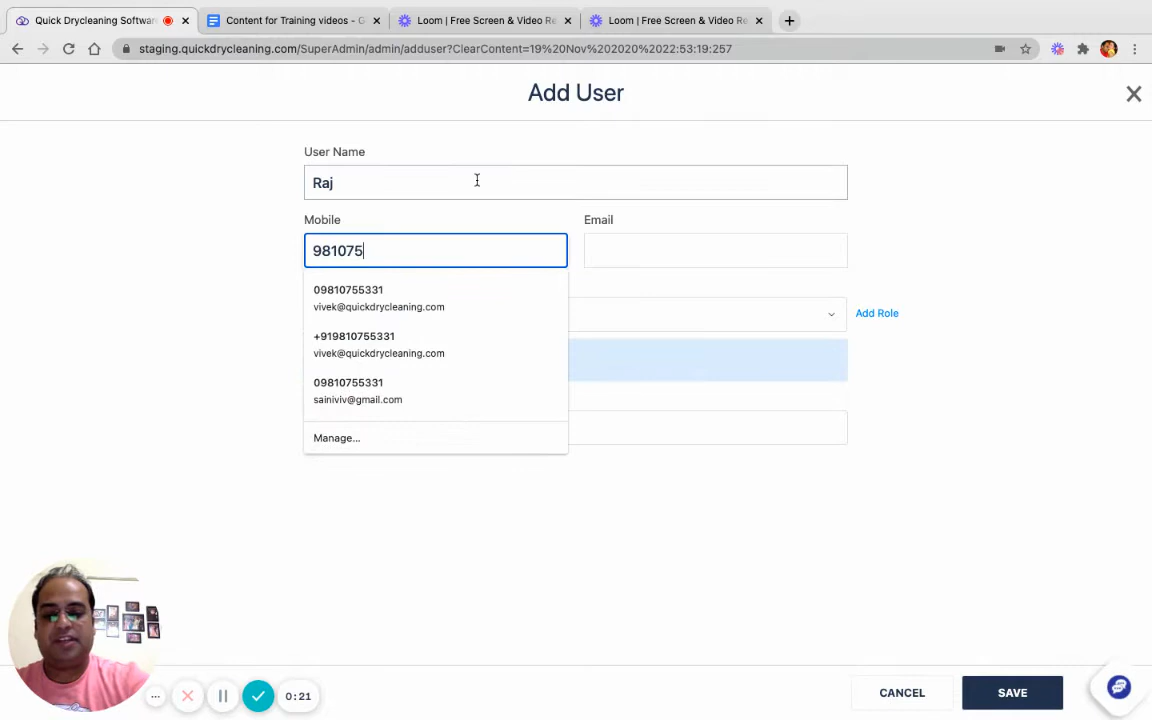 Quick Drycleaning Softwar
Content for Training videos - G
Loom | Free Screen & Video Re
Loom | Free Screen & Video Re
staging.quickdrycleaning.com/SuperAdmin/admin/adduser?ClearContent=19%20Nov%202020%2022:53:19:257
Add User
User Name
Raj
Mobile
Email
981075
09810755331
vivek@quickdrycleaning.com
+919810755331
vivek@quickdrycleaning.com
09810755331
sainiviv@gmail.com
Manage...
Add Role
0:21
CANCEL
SAVE